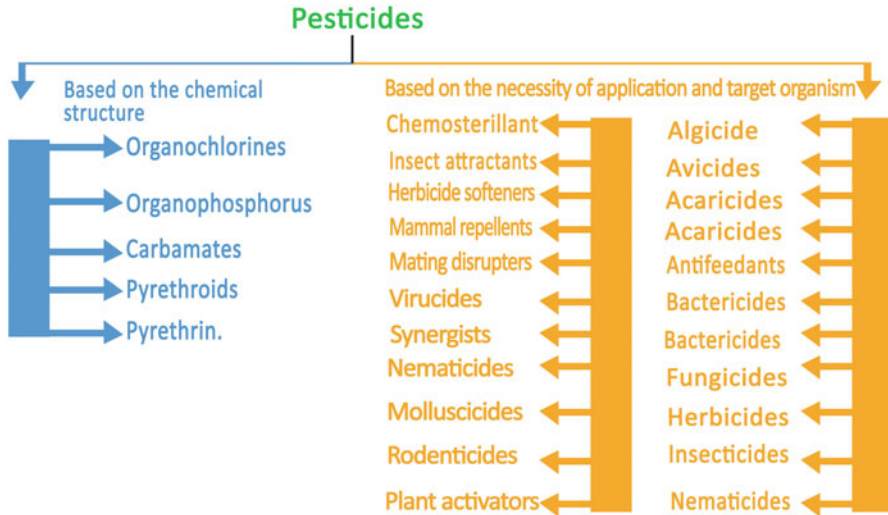 Pesticides
Based on the chemical
structure
Organochlorines
Organophosphorus
Carbamates
Pyrethroids
Pyrethrin.
Based on the necessity of application and target organism
Chemosterillant
Insect attractants
Herbicide softeners
Mammal repellents
Mating disrupters
Virucides
Synergists
Nematicides
Molluscicides
Rodenticides
Plant activators
Algicide
Avicides
Acaricides
Acaricides
Antifeedants
Bactericides
Bactericides
Fungicides
Herbicides
Insecticides
Nematicides